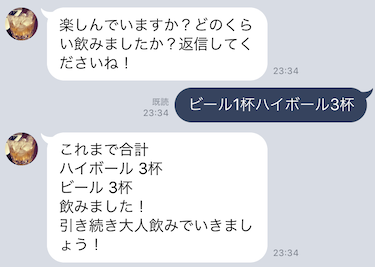 楽しんでいますか？どのくら
い飲みましたか？返信してく
ださいね！
23:34
既読
23:34
ビール1杯ハイボール3杯
これまで合計
ハイボール 3杯
ビール 3杯
飲みました！
引き続き大人飲みでいきまし
ょう！
23:34